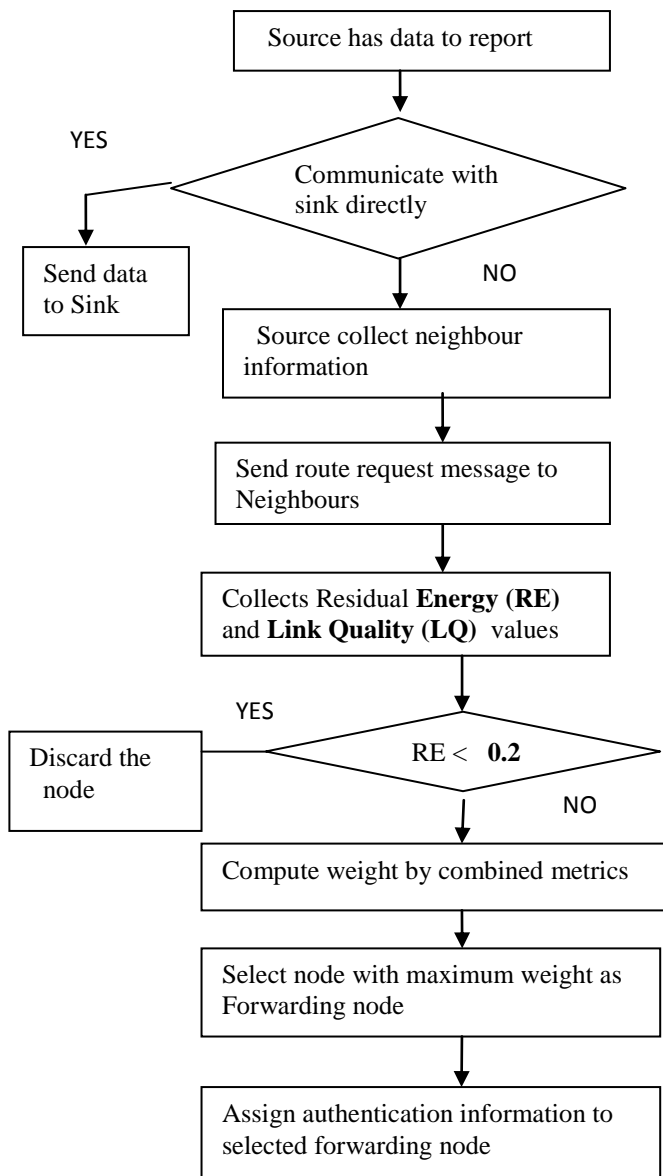 Source has data to report
YES
Communicate with
sink directly
Send data
to Sink
NO
Source collect neighbour
information
Send route request message to
Neighbours
Collects Residual Energy (RE)
and Link Quality (LQ) values
YES
RE < 0.2
Discard the
node
NO
Compute weight by combined metrics
Select node with maximum weight as
Forwarding node
Assign authentication information to
selected forwarding node